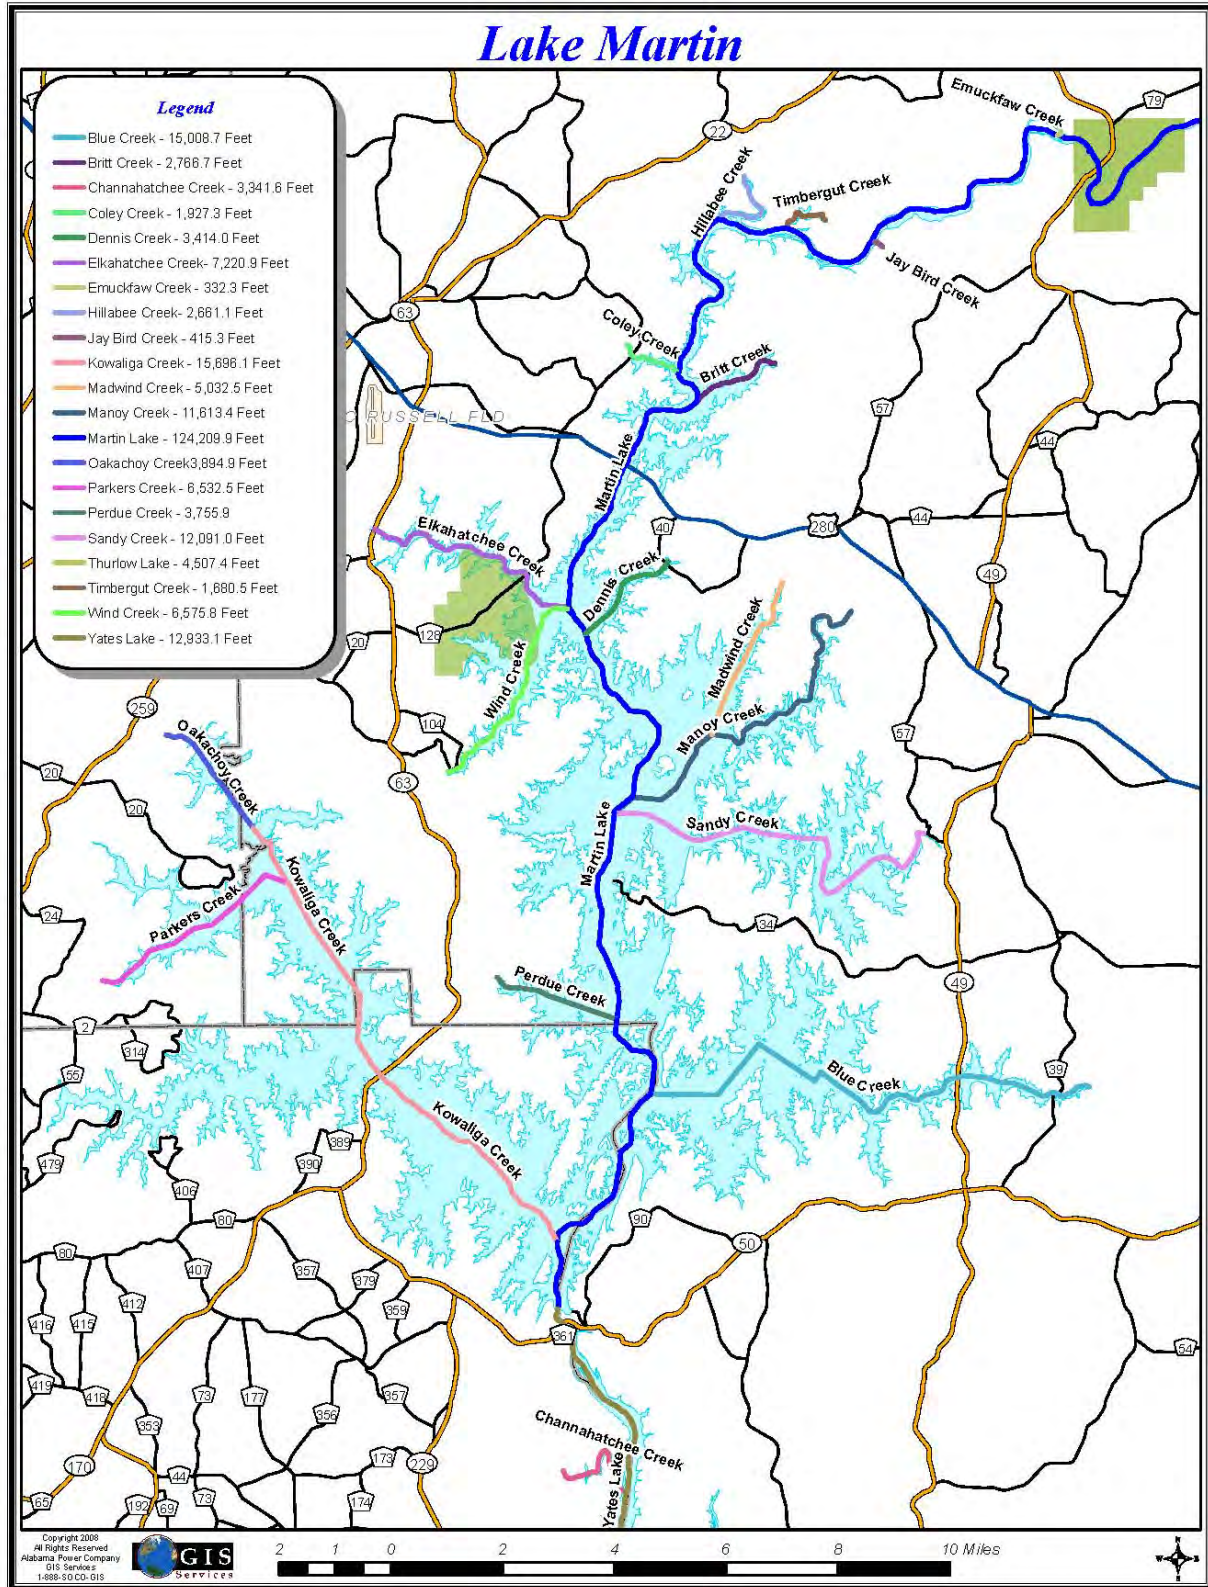 Lake Martin
Legend
Blue Creek - 15,008.7 Feet
Britt Creek - 2,766.7 Feet
Channahatchee Creek - 3,341.6 Feet
Coley Creek - 1,927.3 Feet
Dennis Creek - 3,414.0 Feet
Elkahatchee Creek- 7,220.9 Feet
Emuckfaw Creek - 332.3 Feet
Hillabee Creek- 2,661.1 Feet
Jay Bird Creek - 415.3 Feet
Kowaliga Creek - 15,696.1 Feet
Madwind Creek - 5,032.5 Feet
Manoy Creek - 11,613.4 Feet
Martin Lake - 124,209.9 Feet
Oakachoy Creek3,894.9 Feet
Parkers Creek - 6,532.5 Feet
Perdue Creek - 3,755.9
Sandy Creek - 12,091.0 Feet
Thurlow Lake - 4,507.4 Feet
Timbergut Creek - 1,680.5 Feet
Wind Creek - 6,575.8 Feet
Yates Lake - 12,933.1 Feet
Emuckfaw Creek
79
22
Hillabee Creek
Timbergut Creek
Jay Bird Creek
63
Coley Creek
Britt Creek
C RUSSELL FLD
57
44
Martin Lake
280
44
40
Elkahatchee Creek
Dennis Creek
49
20
128
Madwind Creek
Wind Creek
259
104
Manoy Creek
57
Oakachoy Creek
63
20
20
Sandy Creek
Martin Lake
Kowaliga Creek
Parkers Creek
24
34
Perdue Creek
49
2
314
55
Blue Creek
39
Kowaliga Creek
389
390
479
406
80
90
50
80
407
357
379
412
359
416
415
361
54
419
418
73
177
357
353
356
Channahatchee Creek
170
173
229
44
Yates Lake
65
192
69
73
174
Copyright 2008
All Rights Reserved
Alabama Power Company
GIS Services
1-888-SOCO-GIS
GIS
Services
2 1 0 2 4 6 8 10 Miles
N
W E
S